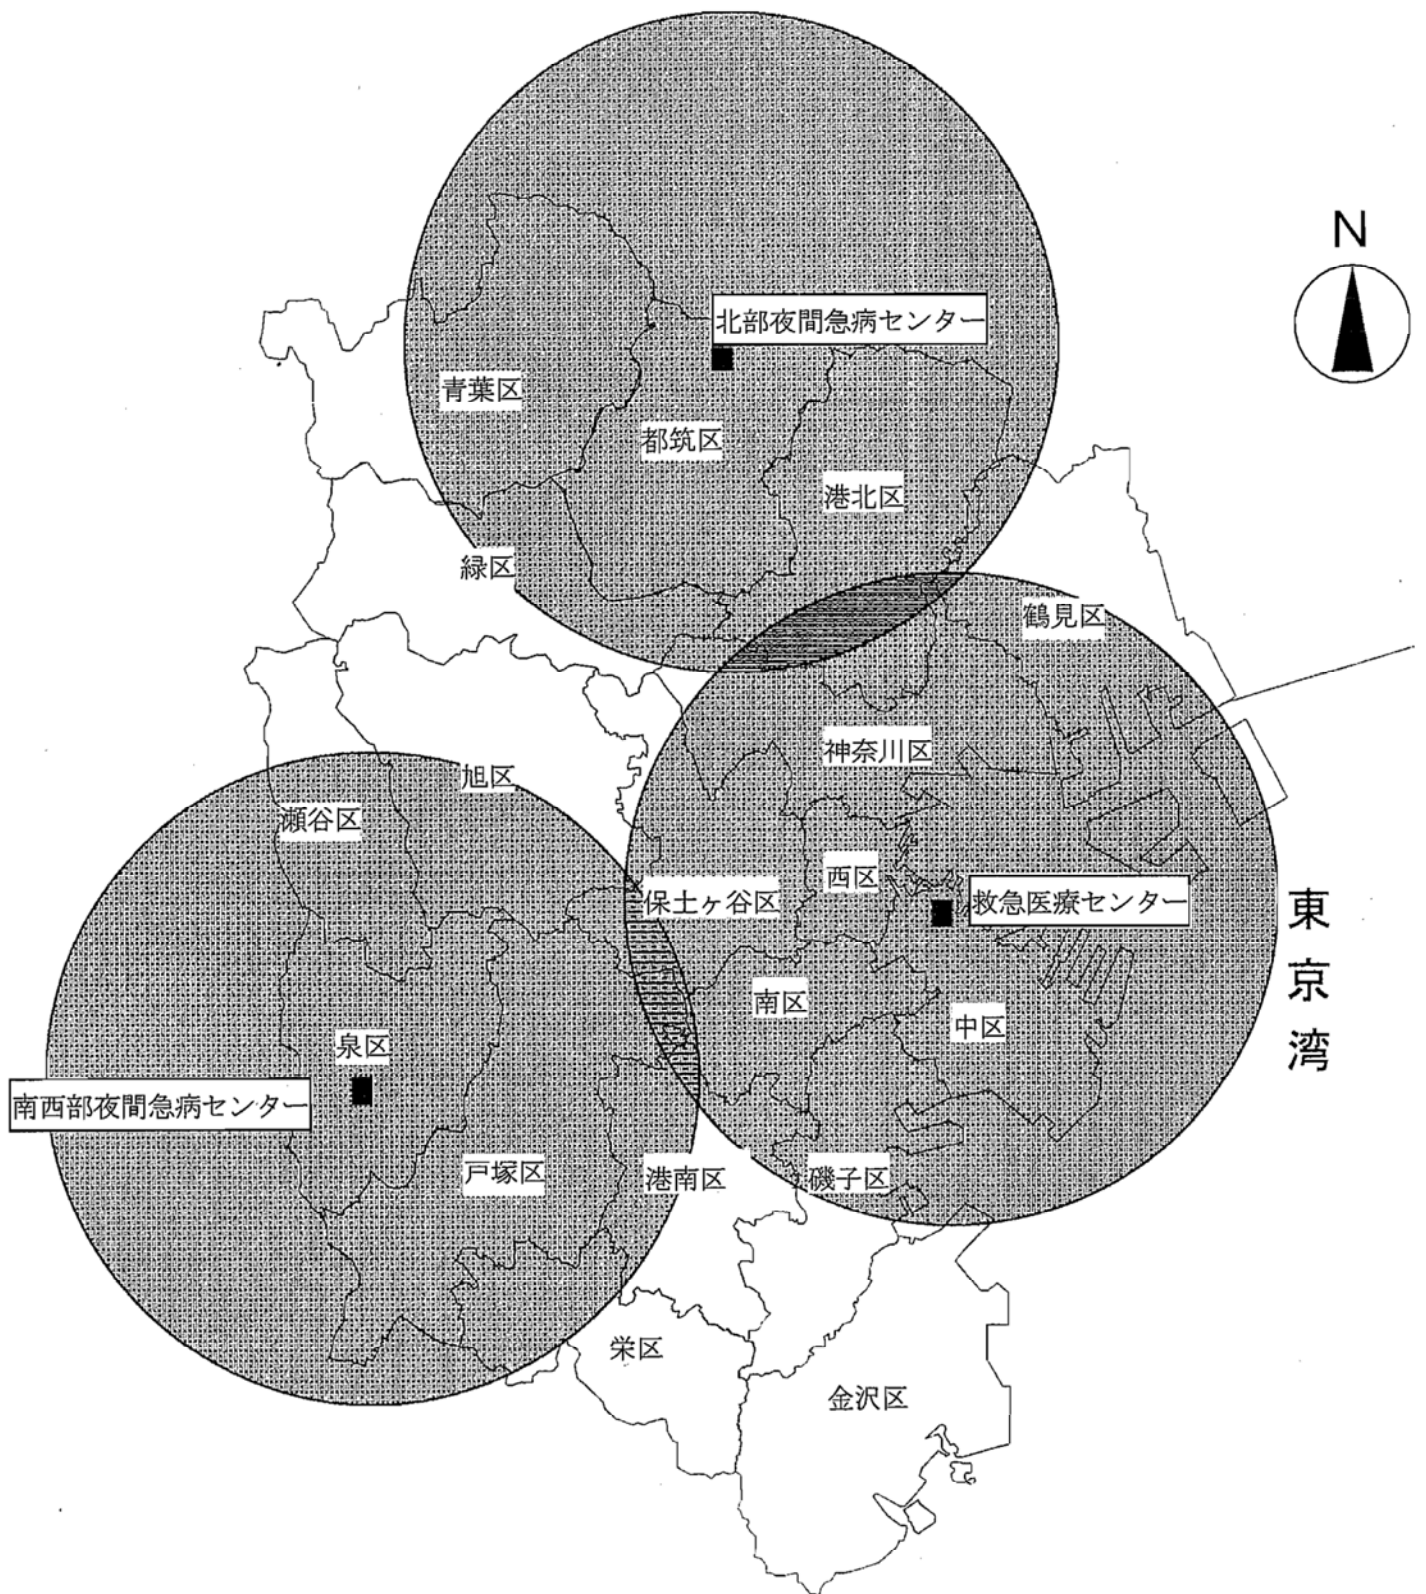 N
北部夜間急病センター
青葉区
都筑区
港北区
緑区
鶴見区
神奈川区
旭区
瀬谷区
西区
保土ヶ谷区
救急医療センター
東京湾
南区
中区
泉区
南西部夜間急病センター
戸塚区
港南区
磯子区
栄区
金沢区